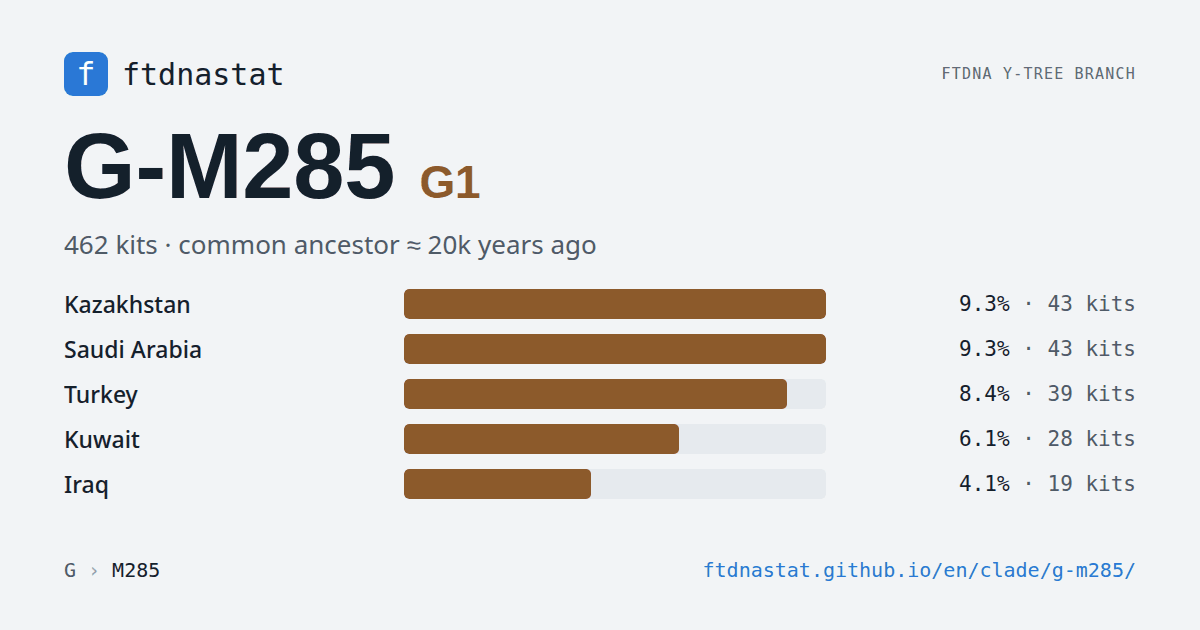 f ftdnastat
FTDNA Y-TREE BRANCH
G-M285 G1
462 kits · common ancestor ≈ 20k years ago
Kazakhstan 9.3% · 43 kits
Saudi Arabia 9.3% · 43 kits
Turkey 8.4% · 39 kits
Kuwait 6.1% · 28 kits
Iraq 4.1% · 19 kits
G › M285
ftdnastat.github.io/en/clade/g-m285/